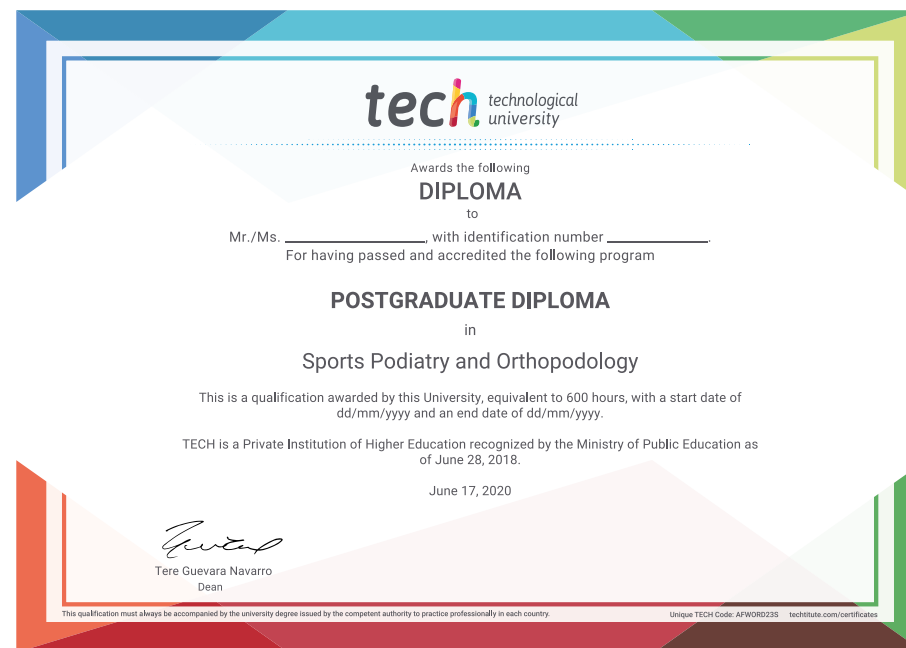 tech technological
university
Awards the following
DIPLOMA
to
Mr./Ms. ____________, with identification number ____________.
For having passed and accredited the following program
POSTGRADUATE DIPLOMA
in
Sports Podiatry and Orthopodology
This is a qualification awarded by this University, equivalent to 600 hours, with a start date of
dd/mm/yyyy and an end date of dd/mm/yyyy.
TECH is a Private Institution of Higher Education recognized by the Ministry of Public Education as
of June 28, 2018.
June 17, 2020
Tere Guevara Navarro
Dean
This qualification must always be accompanied by the university degree issued by the competent authority to practice professionally in each country.
Unique TECH Code: AFWORD23S techtitute.com/certificates